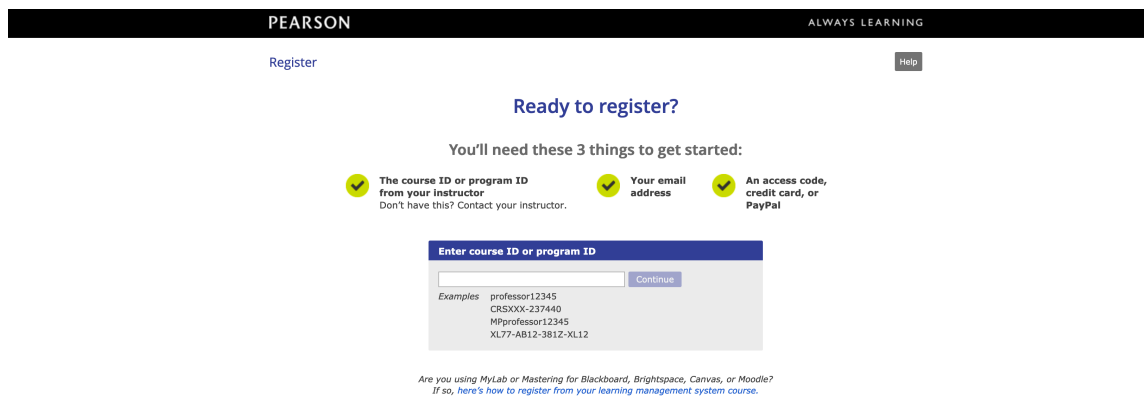 PEARSON
ALWAYS LEARNING
Register
Help
Ready to register?
You'll need these 3 things to get started:
The course ID or program ID
from your instructor
Don't have this? Contact your instructor.
Your email
address
An access code,
credit card, or
PayPal
Enter course ID or program ID
Continue
Examples professor12345
CRSXXX-237440
MPprofessor12345
XL77-AB12-381Z-XL12
Are you using MyLab or Mastering for Blackboard, Brightspace, Canvas, or Moodle?
If so, here's how to register from your learning management system course.